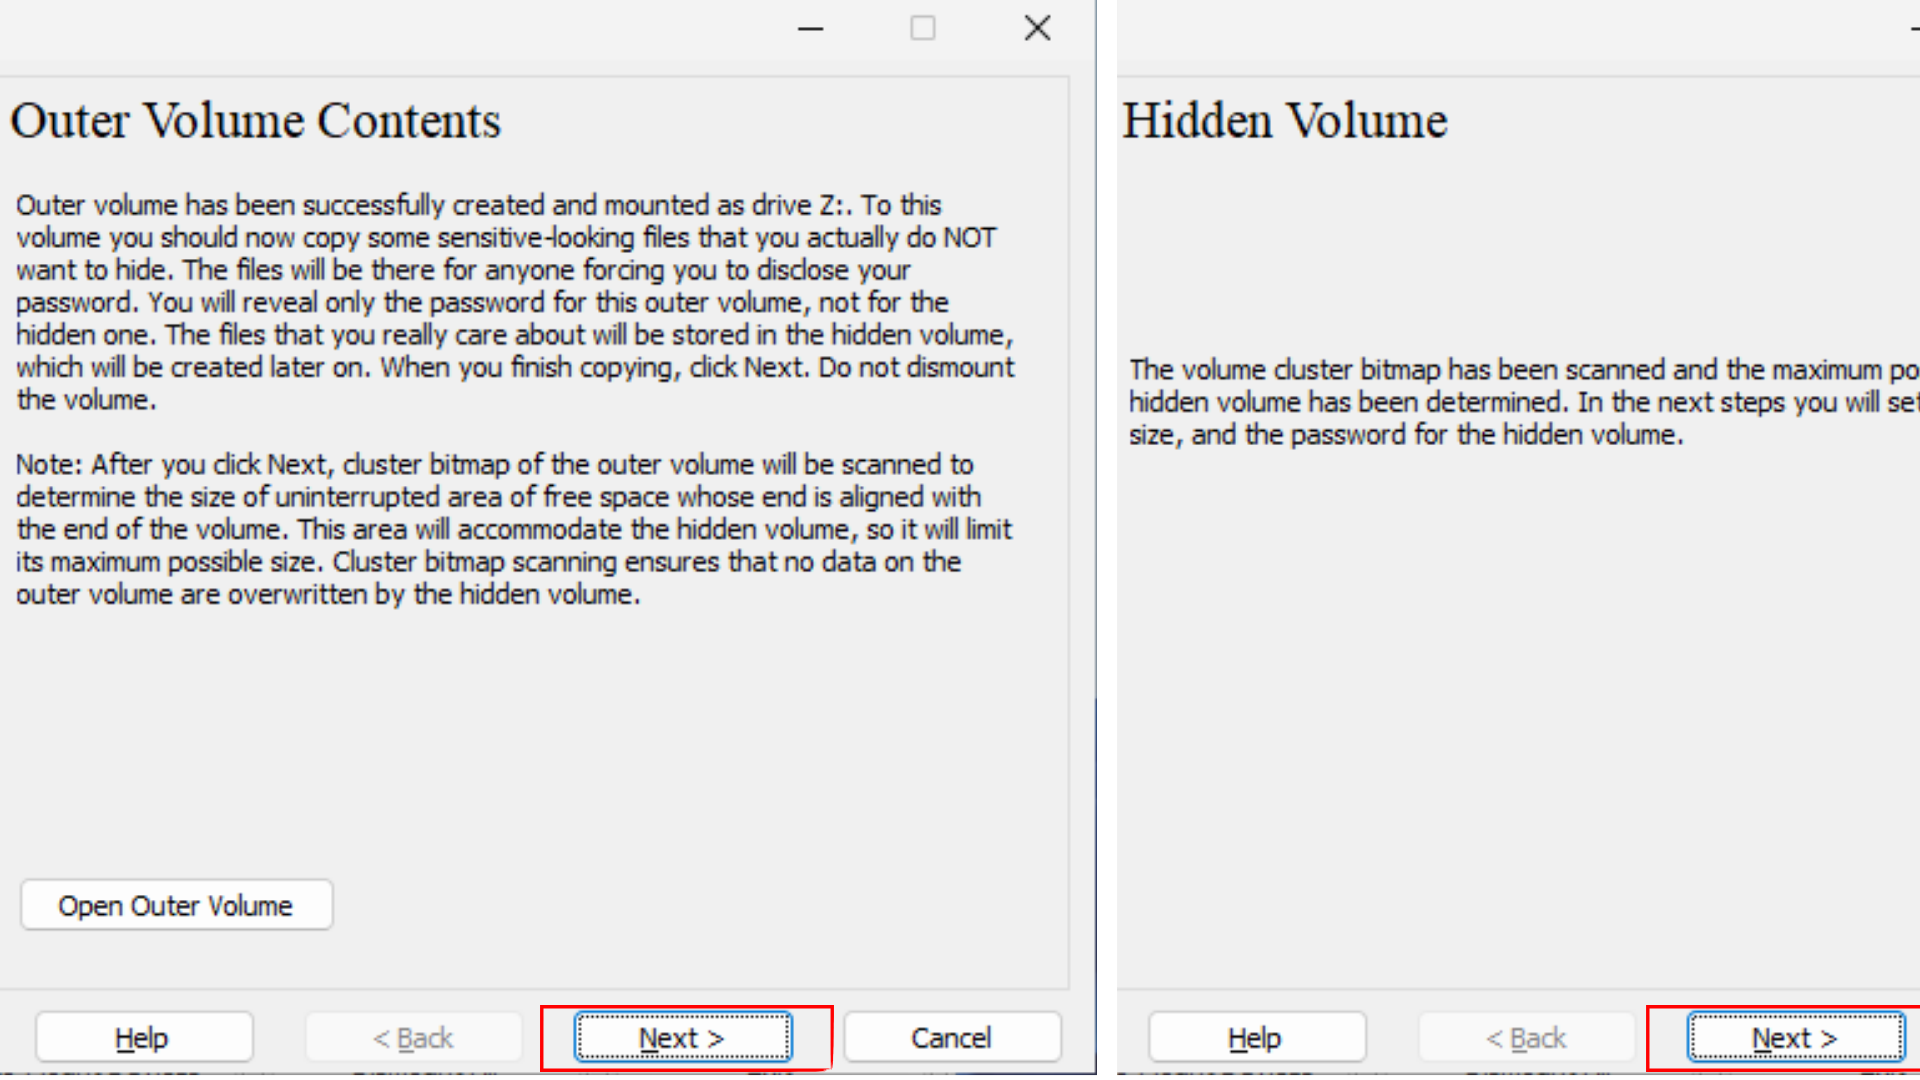 Outer Volume Contents
Outer volume has been successfully created and mounted as drive Z:. To this
volume you should now copy some sensitive-looking files that you actually do NOT
want to hide. The files will be there for anyone forcing you to disclose your
password. You will reveal only the password for this outer volume, not for the
hidden one. The files that you really care about will be stored in the hidden volume,
which will be created later on. When you finish copying, click Next. Do not dismount
the volume.
Note: After you click Next, cluster bitmap of the outer volume will be scanned to
determine the size of uninterrupted area of free space whose end is aligned with
the end of the volume. This area will accommodate the hidden volume, so it will limit
its maximum possible size. Cluster bitmap scanning ensures that no data on the
outer volume are overwritten by the hidden volume.
Open Outer Volume
Help
< Back
Next >
Cancel
Hidden Volume
The volume cluster bitmap has been scanned and the maximum po
hidden volume has been determined. In the next steps you will set
size, and the password for the hidden volume.
Help
< Back
Next >